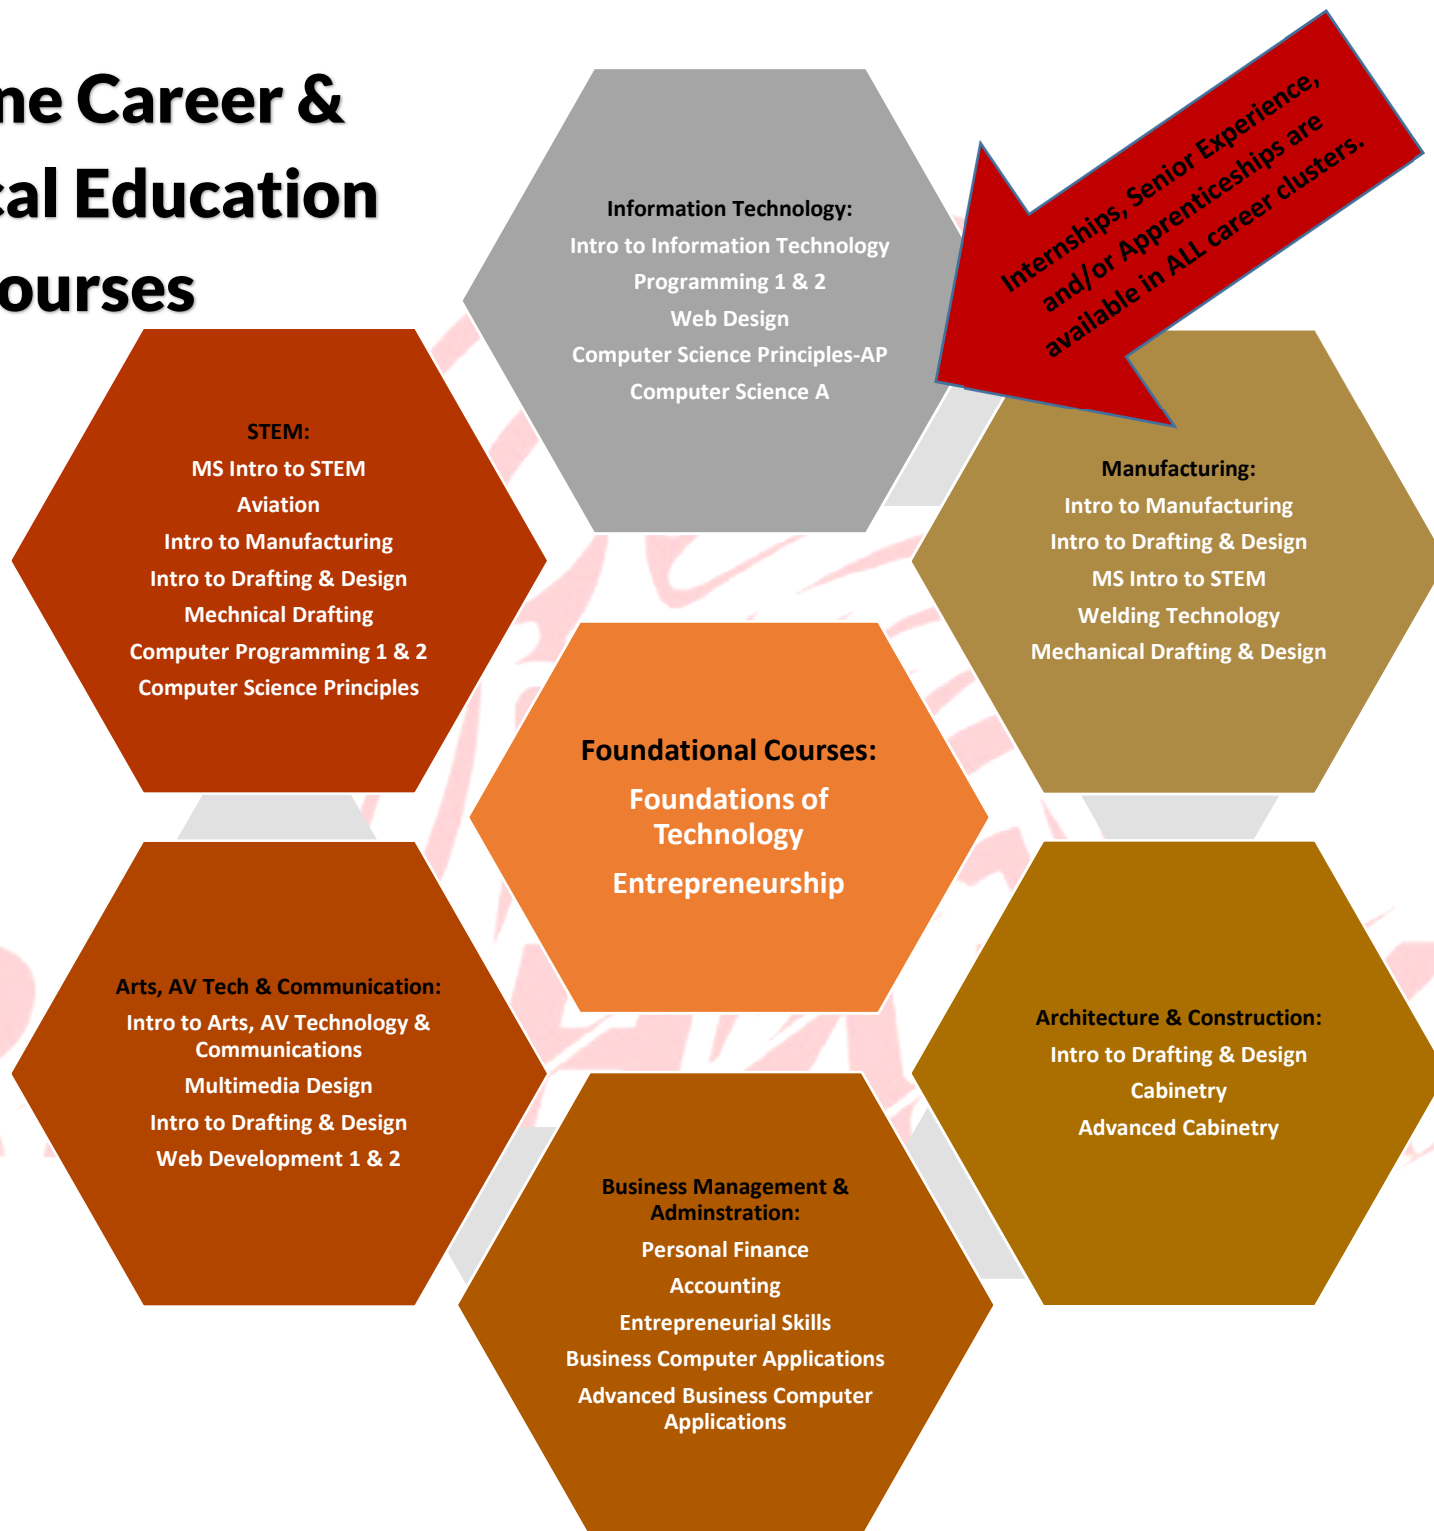 ne Career &
cal Education
ourses
Internships, Senior Experience,
and/or Apprenticeships are
available in ALL career clusters.
Information Technology:
Intro to Information Technology
Programming 1 & 2
Web Design
Computer Science Principles-AP
Computer Science A
STEM:
MS Intro to STEM
Aviation
Intro to Manufacturing
Intro to Drafting & Design
Mechnical Drafting
Computer Programming 1 & 2
Computer Science Principles
Manufacturing:
Intro to Manufacturing
Intro to Drafting & Design
MS Intro to STEM
Welding Technology
Mechanical Drafting & Design
Foundational Courses:
Foundations of
Technology
Entrepreneurship
Arts, AV Tech & Communication:
Intro to Arts, AV Technology &
Communications
Multimedia Design
Intro to Drafting & Design
Web Development 1 & 2
Architecture & Construction:
Intro to Drafting & Design
Cabinetry
Advanced Cabinetry
Business Management &
Adminstration:
Personal Finance
Accounting
Entrepreneurial Skills
Business Computer Applications
Advanced Business Computer
Applications